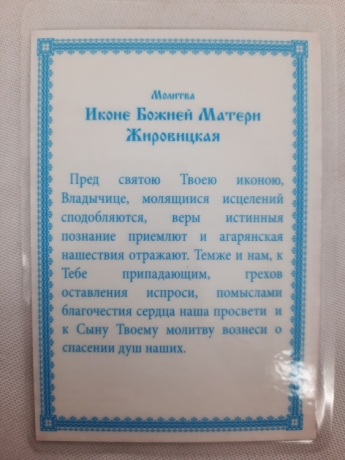 Молитва
Иконе Божией Матери
Жировицкая
Пред святою Твоею иконою,
Владычице, молящиися исцелений
сподобляются, веры истинныя
познание приемлют и агарянская
нашествия отражают. Темже и нам, к
Тебе припадающим, грехов
оставления испроси, помыслами
благочестия сердца наша просвети и
к Сыну Твоему молитву вознеси о
спасении душ наших.